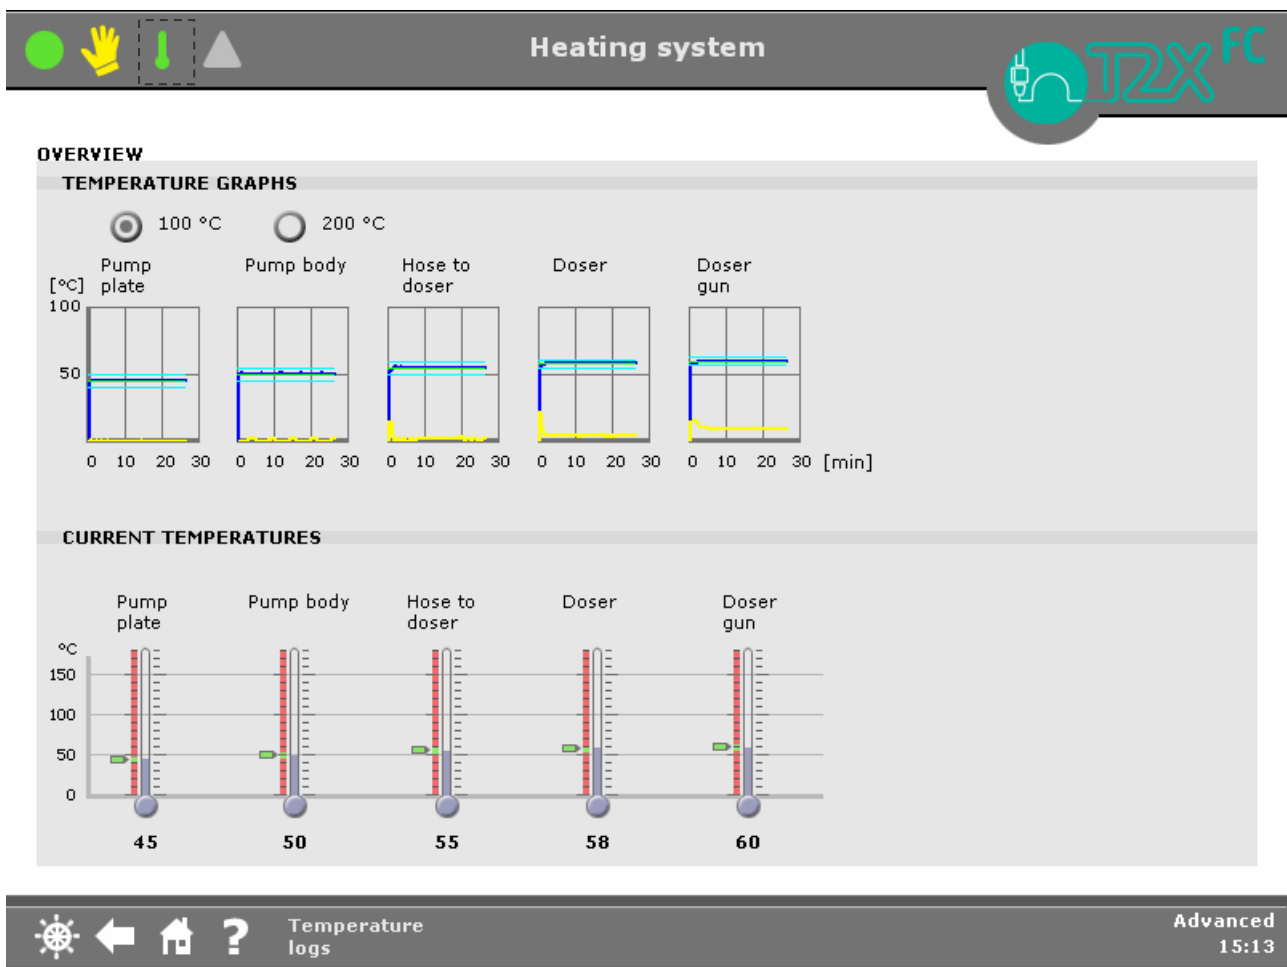 Heating system
T2X FC
OVERVIEW
TEMPERATURE GRAPHS
100 °C 200 °C
Pump plate Pump body Hose to doser Doser Doser gun
[°C]
100
50
0 10 20 30 0 10 20 30 0 10 20 30 0 10 20 30 0 10 20 30 [min]
CURRENT TEMPERATURES
Pump plate Pump body Hose to doser Doser Doser gun
°C
150
100
50
0
45 50 55 58 60
? Temperature logs
Advanced
15:13